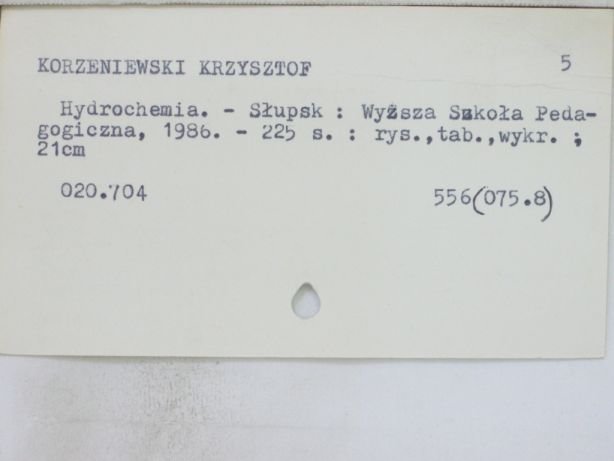 KORZENIEWSKI KRZYSZTOF 5
Hydrochemia. - Słupsk : Wyższa Szkoła Peda-
gogiczna, 1986. - 225 s. : rys.,tab.,wykr. ;
21cm
020.704 556(075.8)